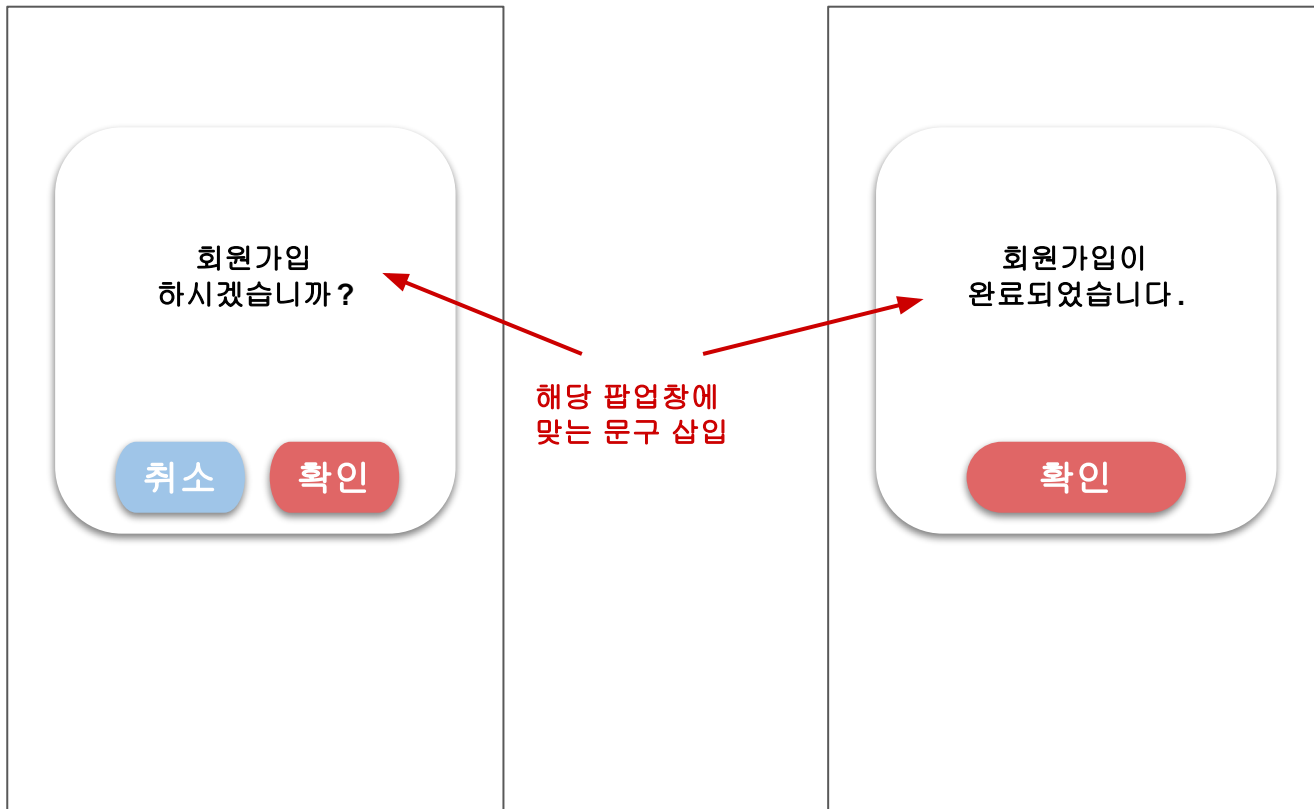 회원가입
하시겠습니까?
취소
확인
해당 팝업창에
맞는 문구 삽입
회원가입이
완료되었습니다.
확인